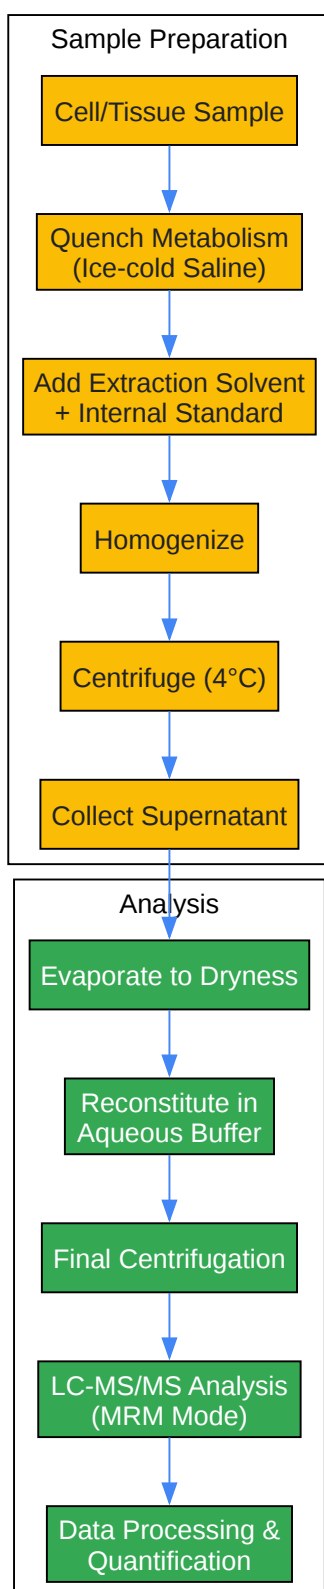 Sample Preparation
Cell/Tissue Sample
Quench Metabolism
(Ice-cold Saline)
Add Extraction Solvent
+ Internal Standard
Homogenize
Centrifuge (4°C)
Collect Supernatant
Analysis
Evaporate to Dryness
Reconstitute in
Aqueous Buffer
Final Centrifugation
LC-MS/MS Analysis
(MRM Mode)
Data Processing &
Quantification